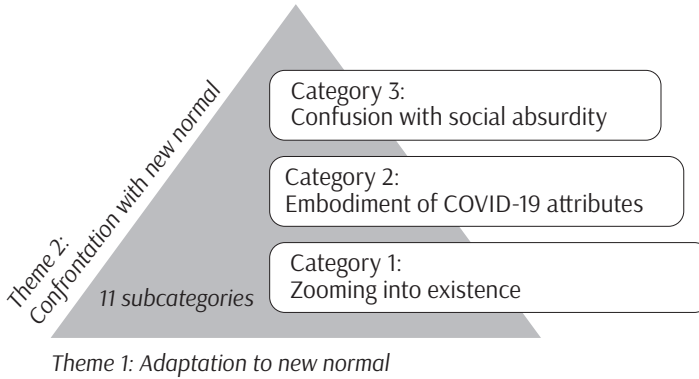 Category 3:
Confusion with social absurdity
Category 2:
Embodiment of COVID-19 attributes
Category 1:
Zooming into existence
Theme 2:
Confrontation with new normal
11 subcategories
Theme 1: Adaptation to new normal